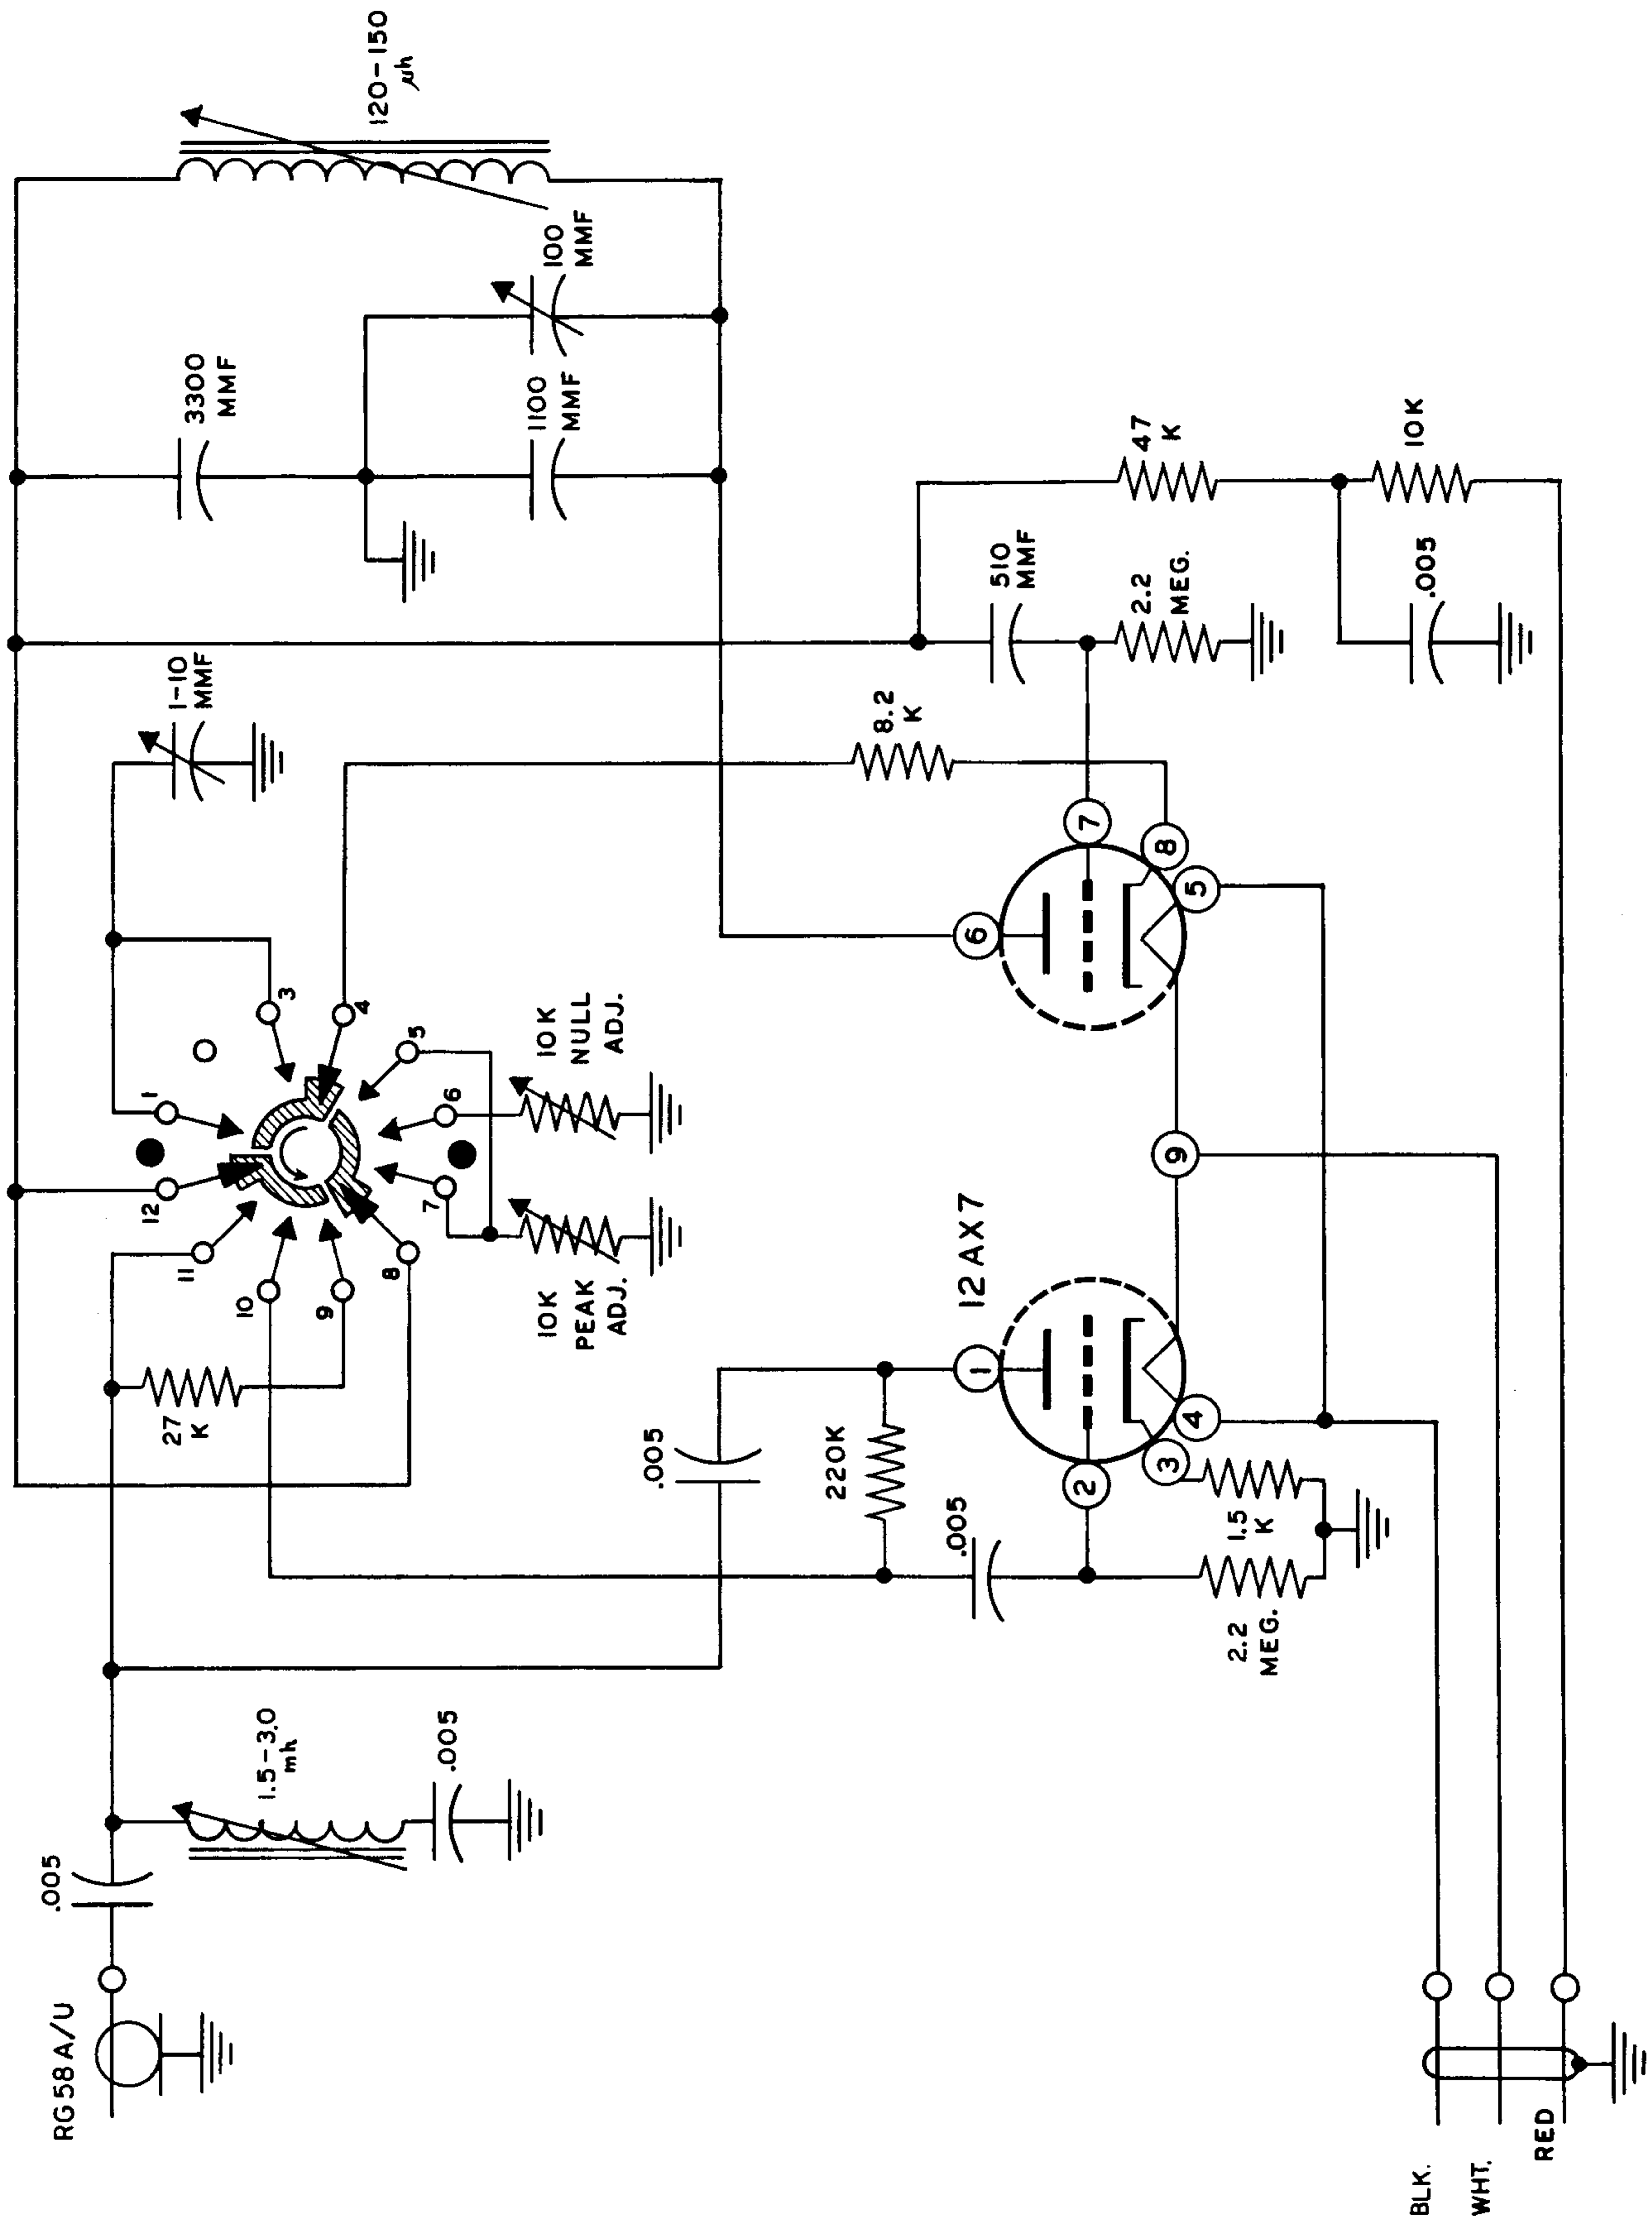 RG58A/U
.005
1.5–3.0
mh
.005
27
K
12
1
11
10
9
8
7
6
5
4
3
10K
PEAK
ADJ.
10K
NULL
ADJ.
1–10
MMF
3300
MMF
1100
MMF
100
MMF
120–150
µh
.005
220K
.005
2.2
MEG.
1.5
K
12AX7
1
2
3
4
9
6
7
8
5
8.2
K
510
MMF
2.2
MEG.
47
K
10K
.005
BLK.
WHT.
RED